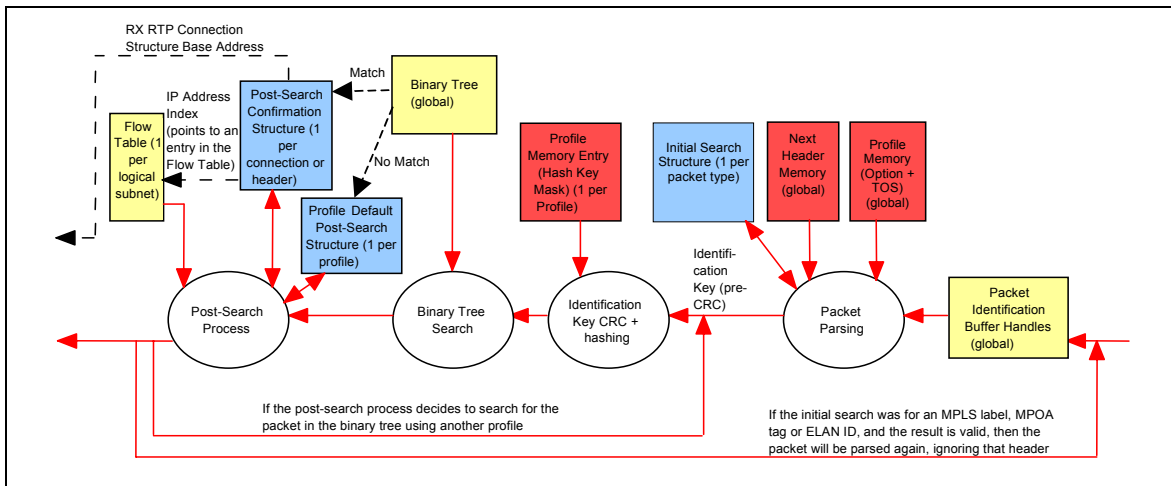 RX RTP Connection
Structure Base Address
IP Address
Index
(points to an
entry in the
Flow Table)
Flow
Table (1
per
logical
subnet)
Post-Search
Confirmation
Structure (1
per
connection or
header)
Match
No Match
Binary Tree
(global)
Profile Default
Post-Search
Structure (1 per
profile)
Profile
Memory Entry
(Hash Key
Mask) (1 per
Profile)
Initial Search
Structure (1 per
packet type)
Next
Header
Memory
(global)
Profile
Memory
(Option +
TOS)
(global)
Post-Search
Process
Binary Tree
Search
Identification
Key CRC +
hashing
Identifi-
cation
Key (pre-
CRC)
Packet
Parsing
Packet
Identification
Buffer Handles
(global)
If the post-search process decides to search for the
packet in the binary tree using another profile
If the initial search was for an MPLS label, MPOA
tag or ELAN ID, and the result is valid, then the
packet will be parsed again, ignoring that header